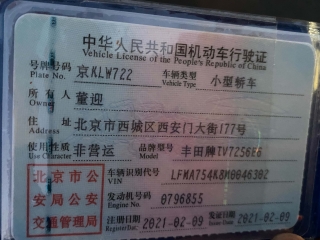 中华人民共和国机动车行驶证
Vehicle License of the People's Republic of China
号牌号码 京KLW722 车辆类型 小型轿车
Plate No. Vehicle Type
所有人 董迎
Owner
住址 北京市西城区西安门大街177号
Address
使用性质 非营运 品牌型号 丰田牌TV7256E6
Use Character Model
北京市公安局公安交通管理局
车辆识别代号 LFMA754K8M0046302
VIN
发动机号码 0796855
Engine No.
注册日期 2021-02-09 发证日期 2021-02-09
Register Date Issue Date